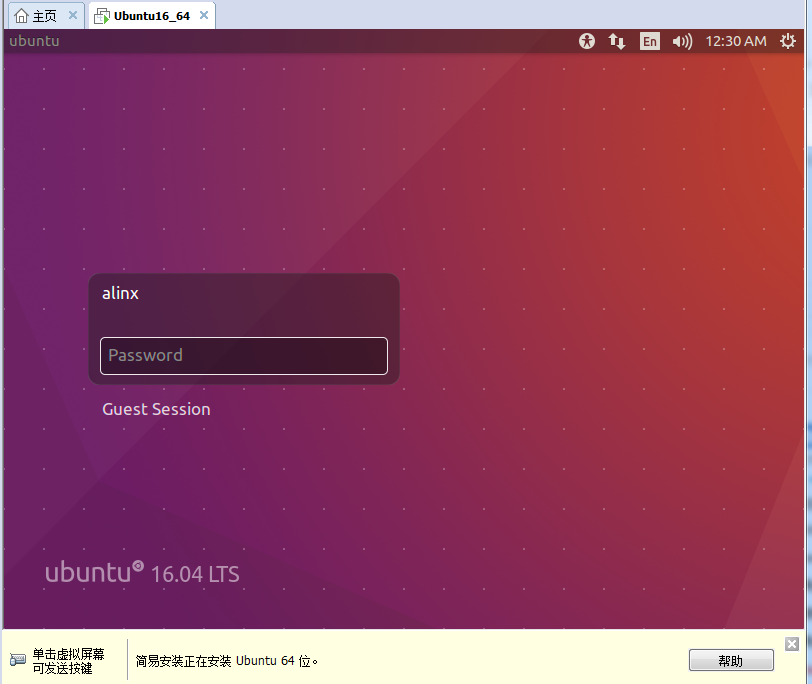 主页
Ubuntu16_64
ubuntu
En
12:30 AM
alinx
Password
Guest Session
ubuntu 16.04 LTS
单击虚拟屏幕
可发送按键
简易安装正在安装 Ubuntu 64 位。
帮助